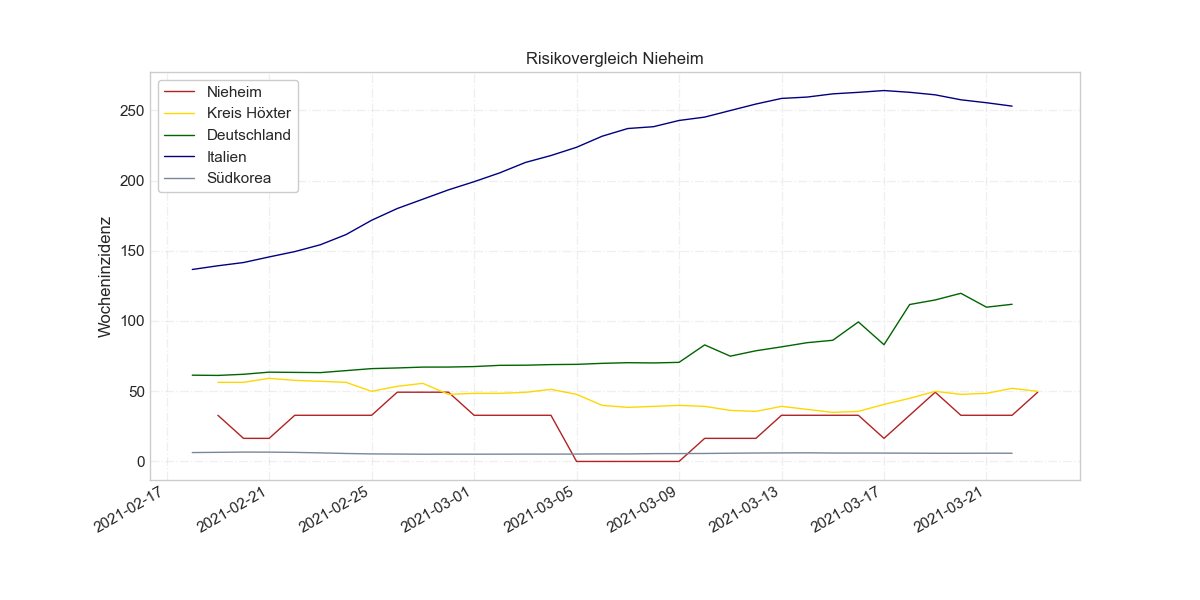 Risikovergleich Nieheim
Nieheim
Kreis Höxter
Deutschland
Italien
Südkorea
Wocheninzidenz
250
200
150
100
50
0
2021-02-17
2021-02-21
2021-02-25
2021-03-01
2021-03-05
2021-03-09
2021-03-13
2021-03-17
2021-03-21